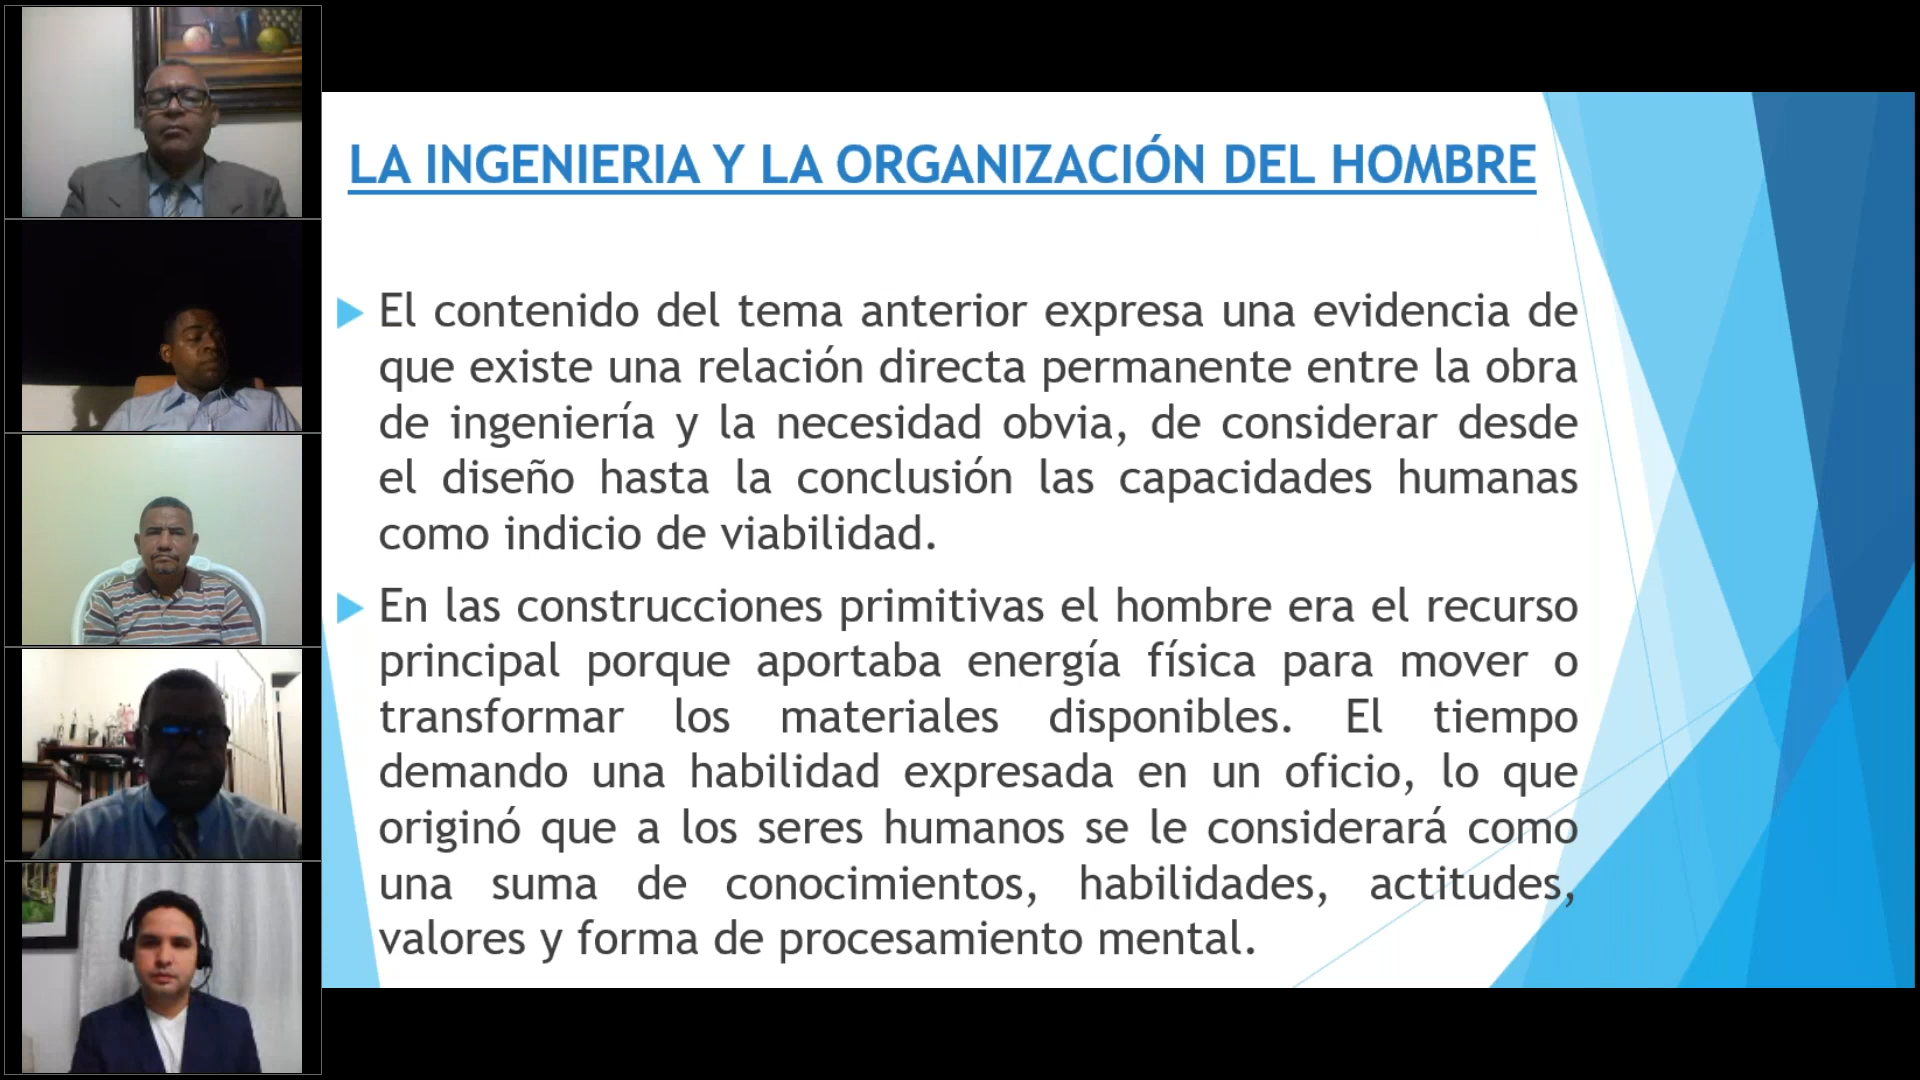 LA INGENIERIA Y LA ORGANIZACIÓN DEL HOMBRE
El contenido del tema anterior expresa una evidencia de
que existe una relación directa permanente entre la obra
de ingeniería y la necesidad obvia, de considerar desde
el diseño hasta la conclusión las capacidades humanas
como indicio de viabilidad.
En las construcciones primitivas el hombre era el recurso
principal porque aportaba energía física para mover o
transformar los materiales disponibles. El tiempo
demando una habilidad expresada en un oficio, lo que
originó que a los seres humanos se le considerará como
una suma de conocimientos, habilidades, actitudes,
valores y forma de procesamiento mental.